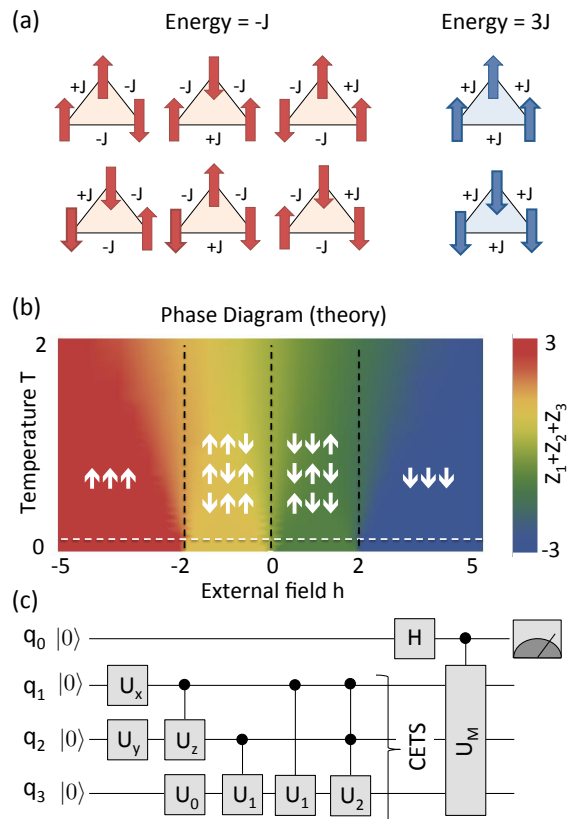 (a)
Energy = -J
Energy = 3J
+J -J -J
-J -J +J
-J +J -J
+J +J +J
-J +J -J
-J -J +J
+J -J -J
+J +J +J
(b)
Phase Diagram (theory)
Temperature T
2
0
-5 -2 0 2 5
External field h
3
-3
Z1+Z2+Z3
(c)
q0 |0⟩ H
q1 |0⟩ Ux
q2 |0⟩ Uy Uz
q3 |0⟩ U0 U1 U1 U2
CETS
UM